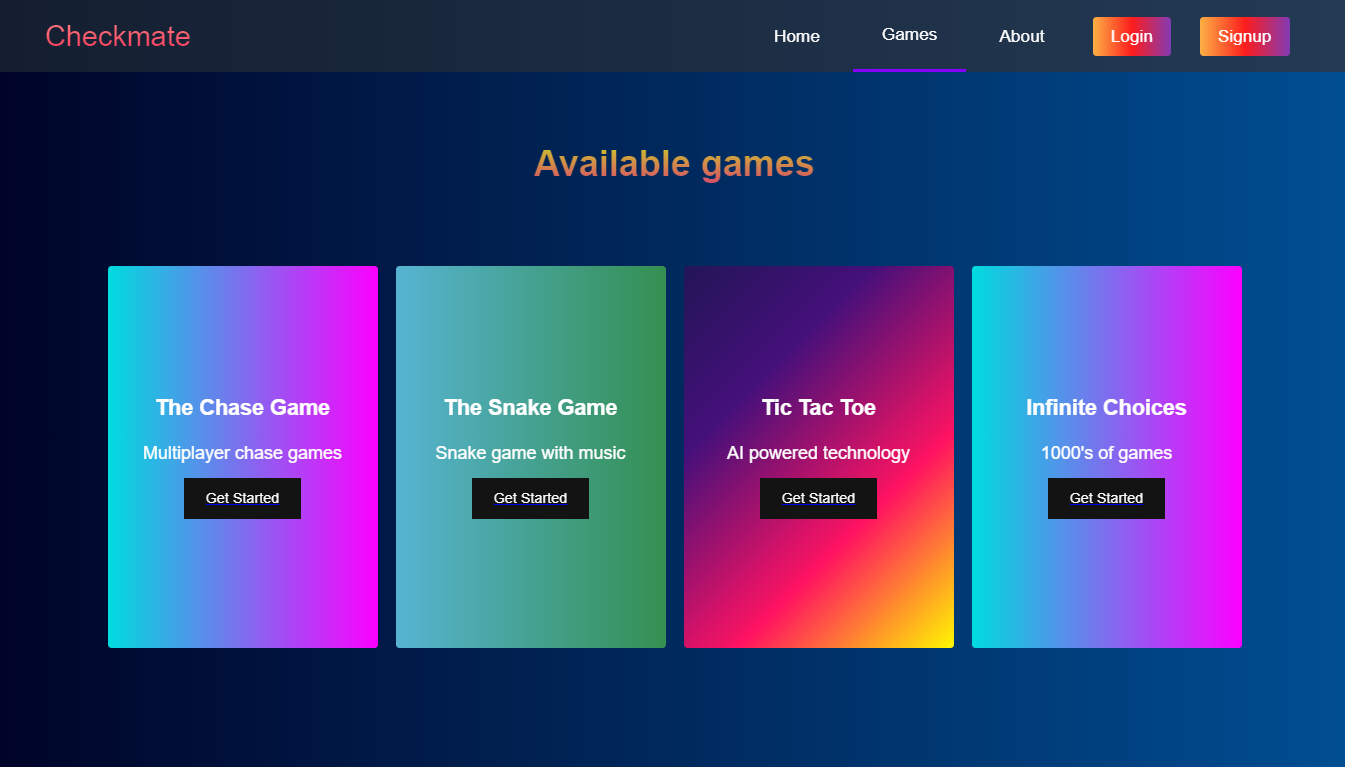 Checkmate
Home Games About Login Signup
Available games
The Chase Game
Multiplayer chase games
Get Started
The Snake Game
Snake game with music
Get Started
Tic Tac Toe
AI powered technology
Get Started
Infinite Choices
1000's of games
Get Started